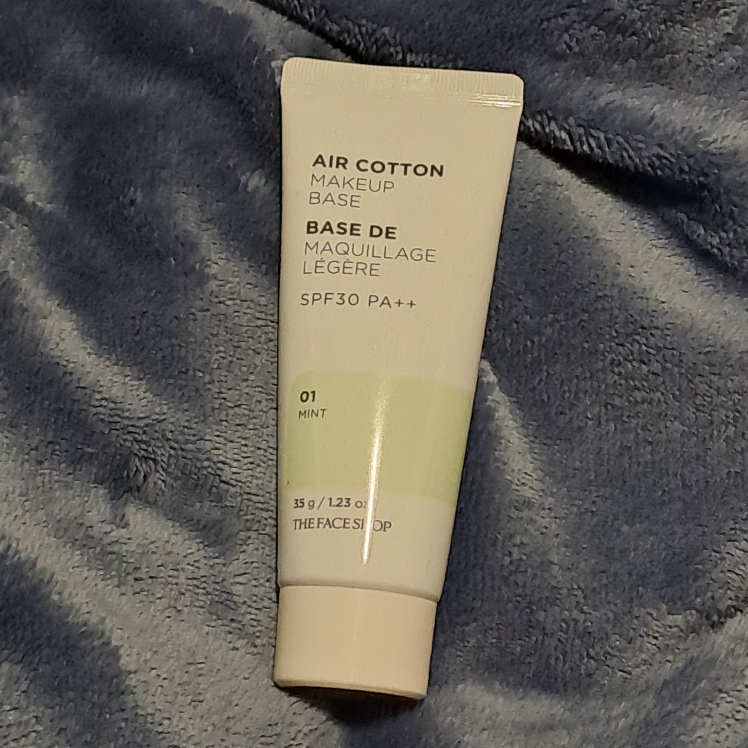 AIR COTTON
MAKEUP
BASE
BASE DE
MAQUILLAGE
LÉGÈRE
SPF30 PA++
01
MINT
35 g / 1.23 oz
THE FACE SHOP